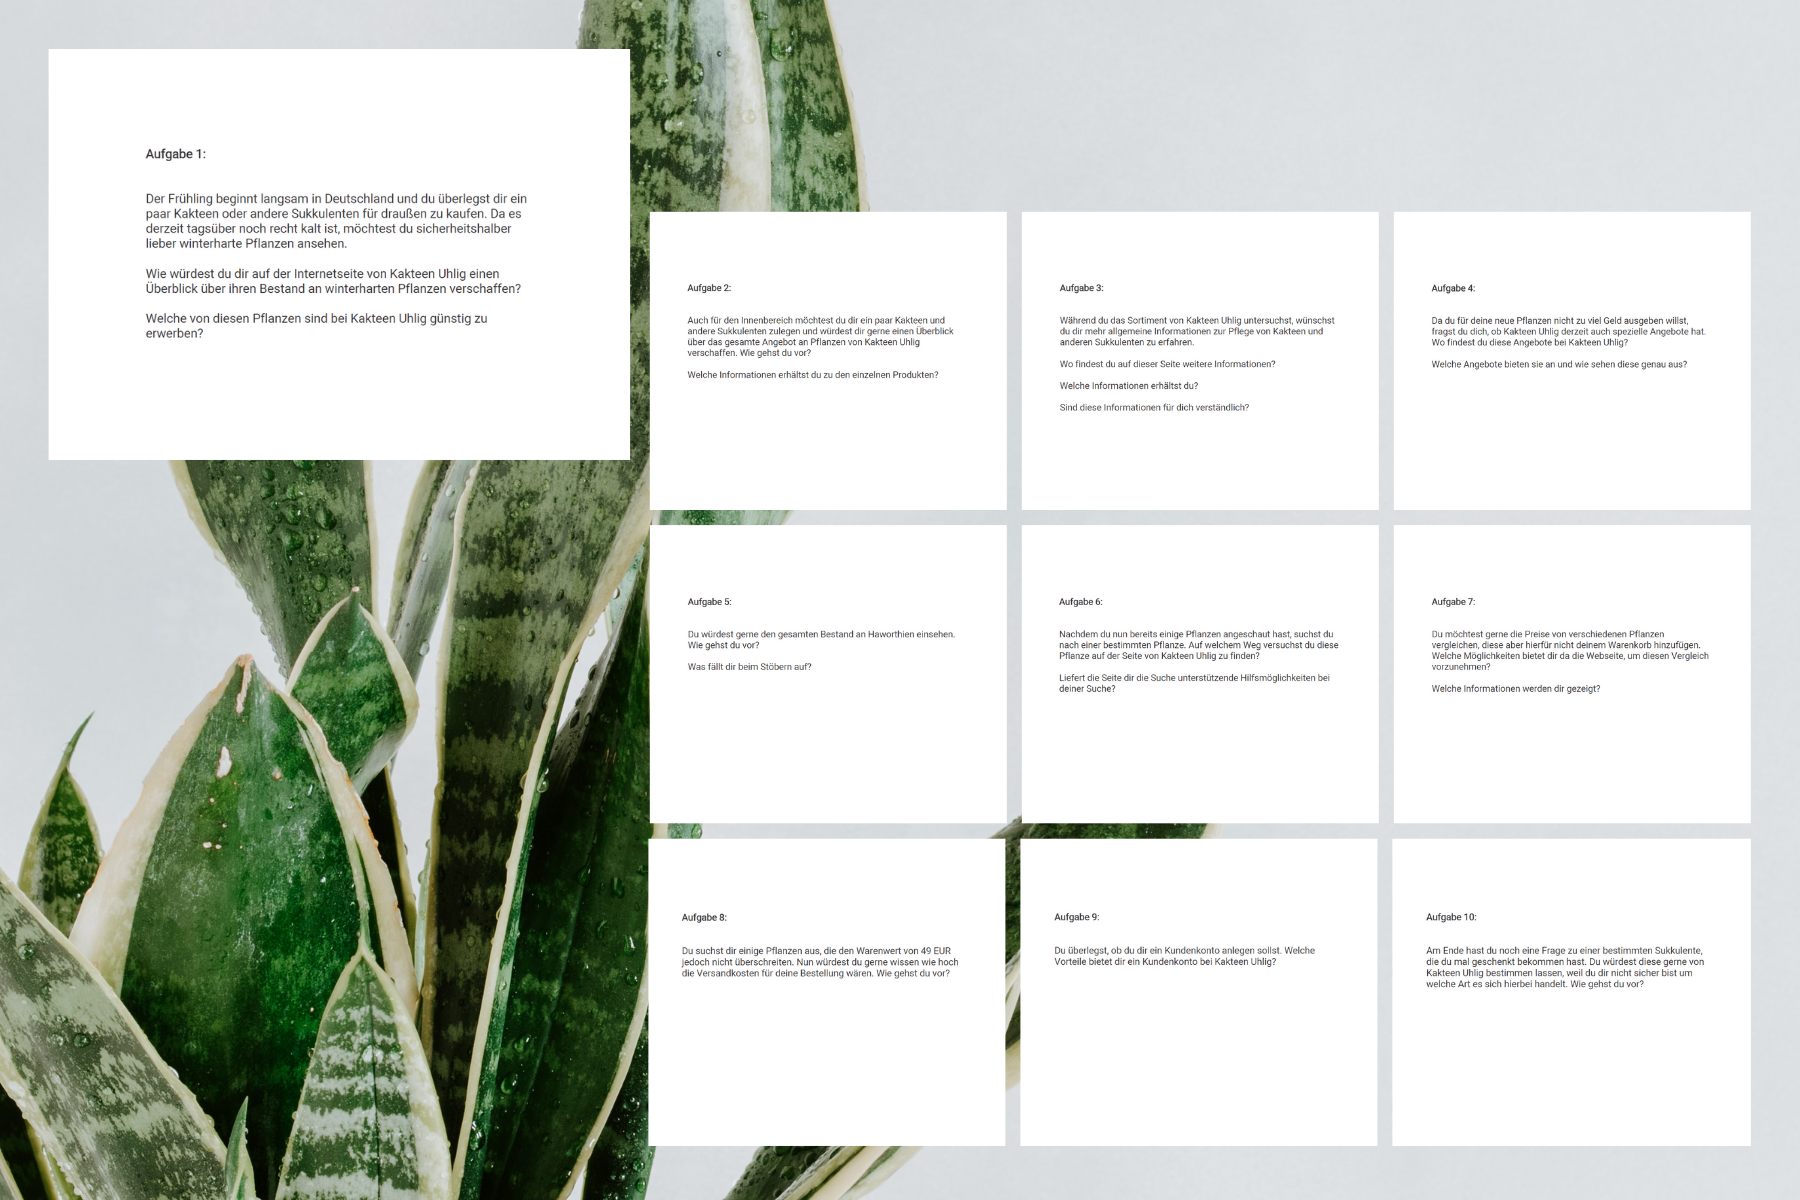 Aufgabe 1:
Der Frühling beginnt langsam in Deutschland und du überlegst dir ein
paar Kakteen oder andere Sukkulenten für draußen zu kaufen. Da es
derzeit tagsüber noch recht kalt ist, möchtest du sicherheitshalber
lieber winterharte Pflanzen ansehen.
Wie würdest du dir auf der Internetseite von Kakteen Uhlig einen
Überblick über ihren Bestand an winterharten Pflanzen verschaffen?
Welche von diesen Pflanzen sind bei Kakteen Uhlig günstig zu
erwerben?
Aufgabe 2:
Auch für den Innenbereich möchtest du dir ein paar Kakteen und
andere Sukkulenten zulegen und würdest dir gerne einen Überblick
über das gesamte Angebot an Pflanzen von Kakteen Uhlig
verschaffen. Wie gehst du vor?
Welche Informationen erhältst du zu den einzelnen Produkten?
Aufgabe 3:
Während du das Sortiment von Kakteen Uhlig untersuchst, wünschst
du dir mehr allgemeine Informationen zur Pflege von Kakteen und
anderen Sukkulenten zu erfahren.
Wo findest du auf dieser Seite weitere Informationen?
Welche Informationen erhältst du?
Sind diese Informationen für dich verständlich?
Aufgabe 4:
Da du für deine neue Pflanzen nicht zu viel Geld ausgeben willst,
fragst du dich, ob Kakteen Uhlig derzeit auch spezielle Angebote hat.
Wo findest du diese Angebote bei Kakteen Uhlig?
Welche Angebote bieten sie an und wie sehen diese genau aus?
Aufgabe 5:
Du würdest gerne den gesamten Bestand an Haworthien einsehen.
Wie gehst du vor?
Was fällt dir beim Stöbern auf?
Aufgabe 6:
Nachdem du nun bereits einige Pflanzen angeschaut hast, suchst du
nach einer bestimmten Pflanze. Auf welchem Weg versuchst du diese
Pflanze auf der Seite von Kakteen Uhlig zu finden?
Liefert die Seite dir die Suche unterstützende Hilfsmöglichkeiten bei
deiner Suche?
Aufgabe 7:
Du möchtest gerne die Preise von verschiedenen Pflanzen
vergleichen, diese aber hierfür nicht deinem Warenkorb hinzufügen.
Welche Möglichkeiten bietet dir da die Webseite, um diesen Vergleich
vorzunehmen?
Welche Informationen werden dir gezeigt?
Aufgabe 8:
Du suchst dir einige Pflanzen aus, die den Warenwert von 49 EUR
jedoch nicht überschreiten. Nun würdest du gerne wissen wie hoch
die Versandkosten für deine Bestellung wären. Wie gehst du vor?
Aufgabe 9:
Du überlegst, ob du dir ein Kundenkonto anlegen sollst. Welche
Vorteile bietet dir ein Kundenkonto bei Kakteen Uhlig?
Aufgabe 10:
Am Ende hast du noch eine Frage zu einer bestimmten Sukkulente,
die du mal geschenkt bekommen hast. Du würdest diese gerne von
Kakteen Uhlig bestimmen lassen, weil du dir nicht sicher bist um
welche Art es sich hierbei handelt. Wie gehst du vor?